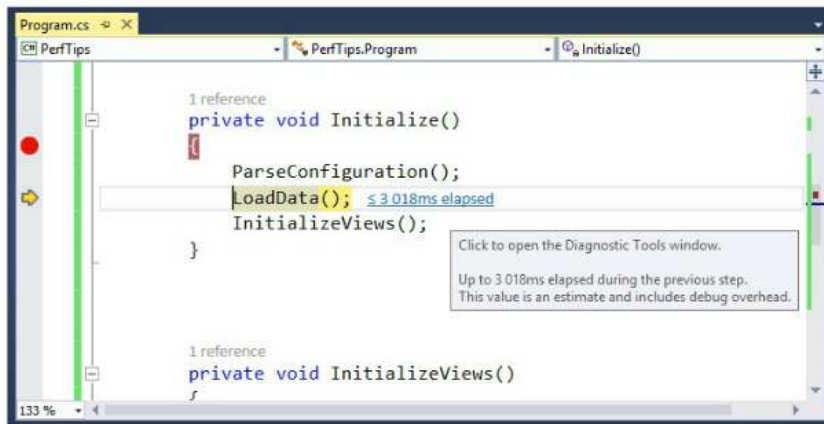 Program.cs
C# PerfTips
PerfTips.Program
Initialize()
1 reference
private void Initialize()
{
ParseConfiguration();
LoadData(); ≤ 3 018ms elapsed
InitializeViews();
}
Click to open the Diagnostic Tools window.
Up to 3 018ms elapsed during the previous step.
This value is an estimate and includes debug overhead.
1 reference
private void InitializeViews()
{
133 %